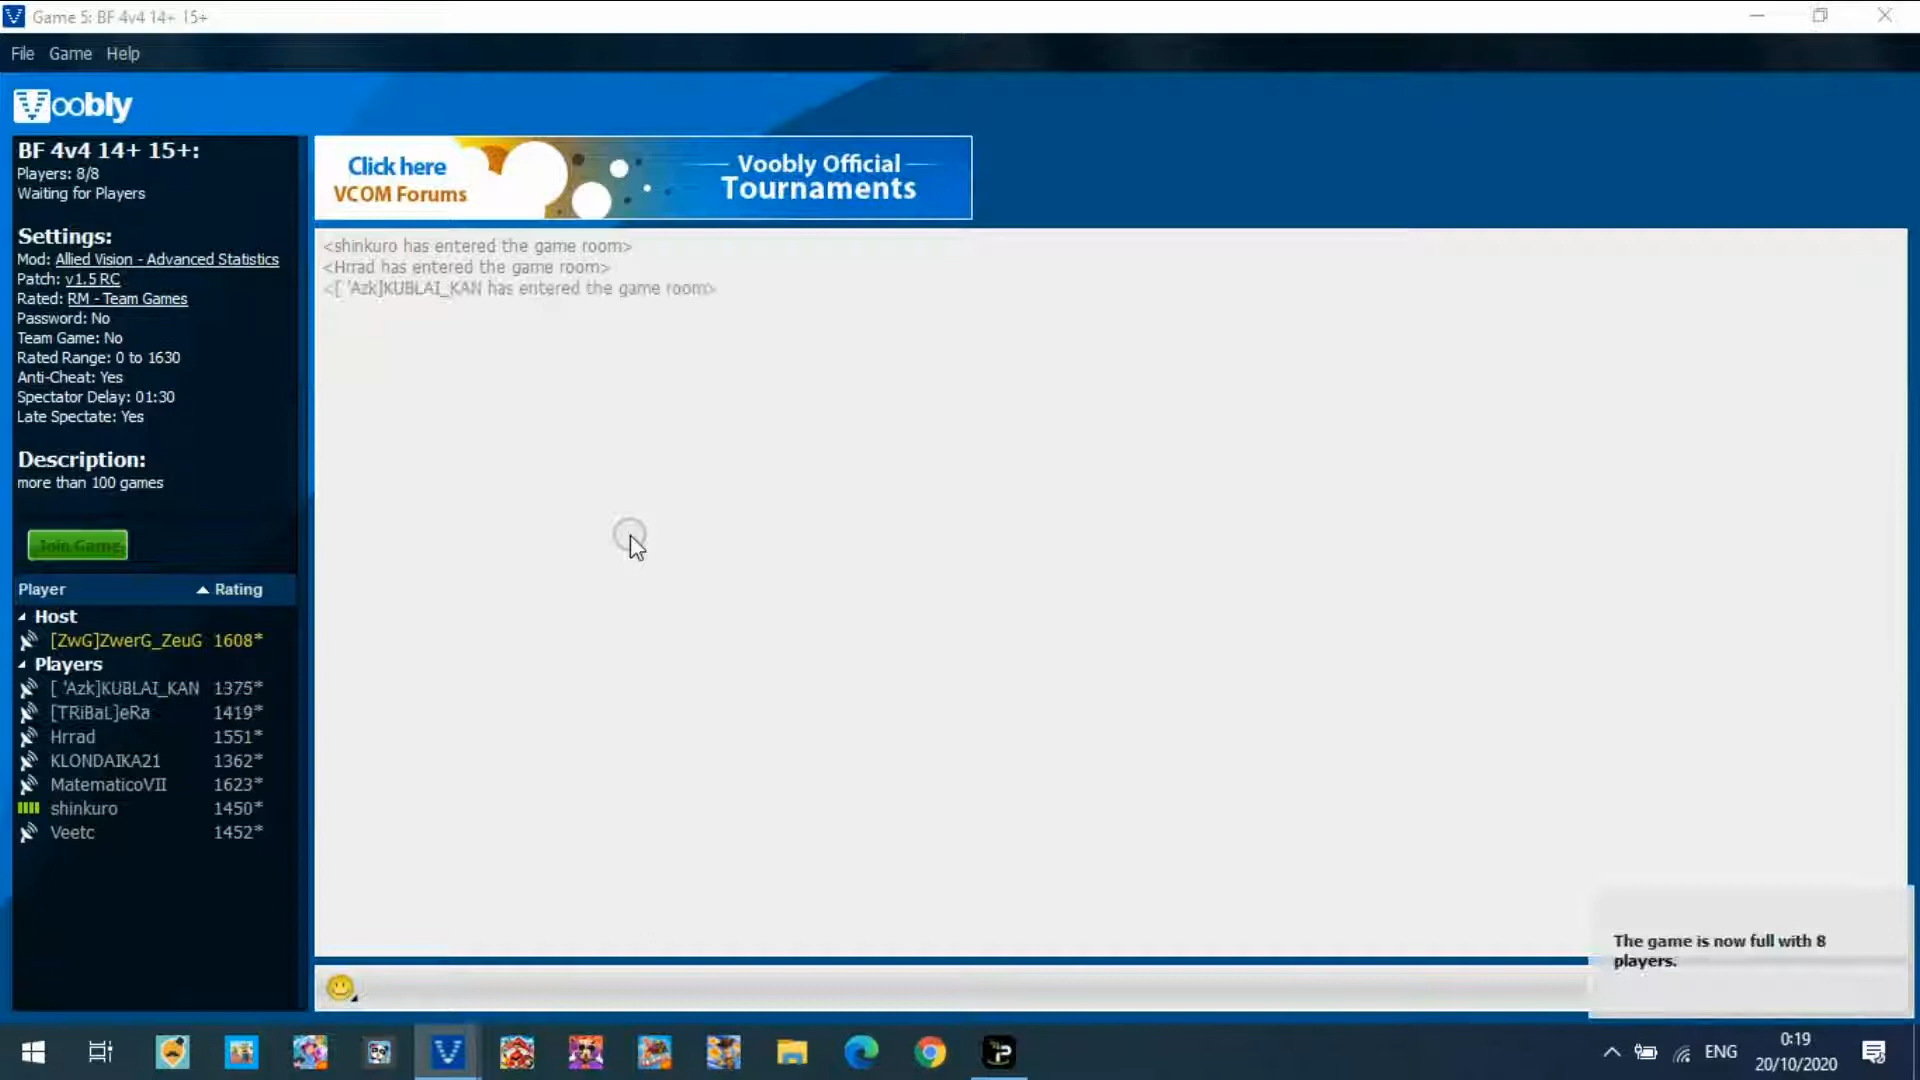 Game 5: BF 4v4 14+ 15+
File Game Help
Voobly
BF 4v4 14+ 15+:
Players: 8/8
Waiting for Players
Settings:
Mod: Allied Vision - Advanced Statistics
Patch: v1.5 RC
Rated: RM - Team Games
Password: No
Team Game: No
Rated Range: 0 to 1630
Anti-Cheat: Yes
Spectator Delay: 01:30
Late Spectate: Yes
Description:
more than 100 games
Join Game
Player Rating
Host
[ZwG]ZwerG_ZeuG 1608*
Players
[ 'Azk]KUBLAI_KAN 1375*
[TRiBaL]eRa 1419*
Hrrad 1551*
KLONDAIKA21 1362*
MatematicoVII 1623*
shinkuro 1450*
Veetc 1452*
Click here
VCOM Forums
Voobly Official
Tournaments
<shinkuro has entered the game room>
<Hrrad has entered the game room>
<[ 'Azk]KUBLAI_KAN has entered the game room>
The game is now full with 8
players.
ENG
0:19
20/10/2020